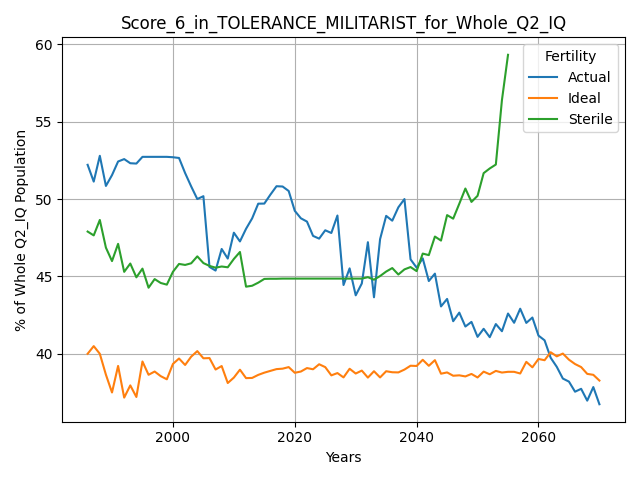 Score_6_in_TOLERANCE_MILITARIST_for_Whole_Q2_IQ
Fertility
Actual
Ideal
Sterile
% of Whole Q2_IQ Population
60
55
50
45
40
2000
2020
2040
2060
Years